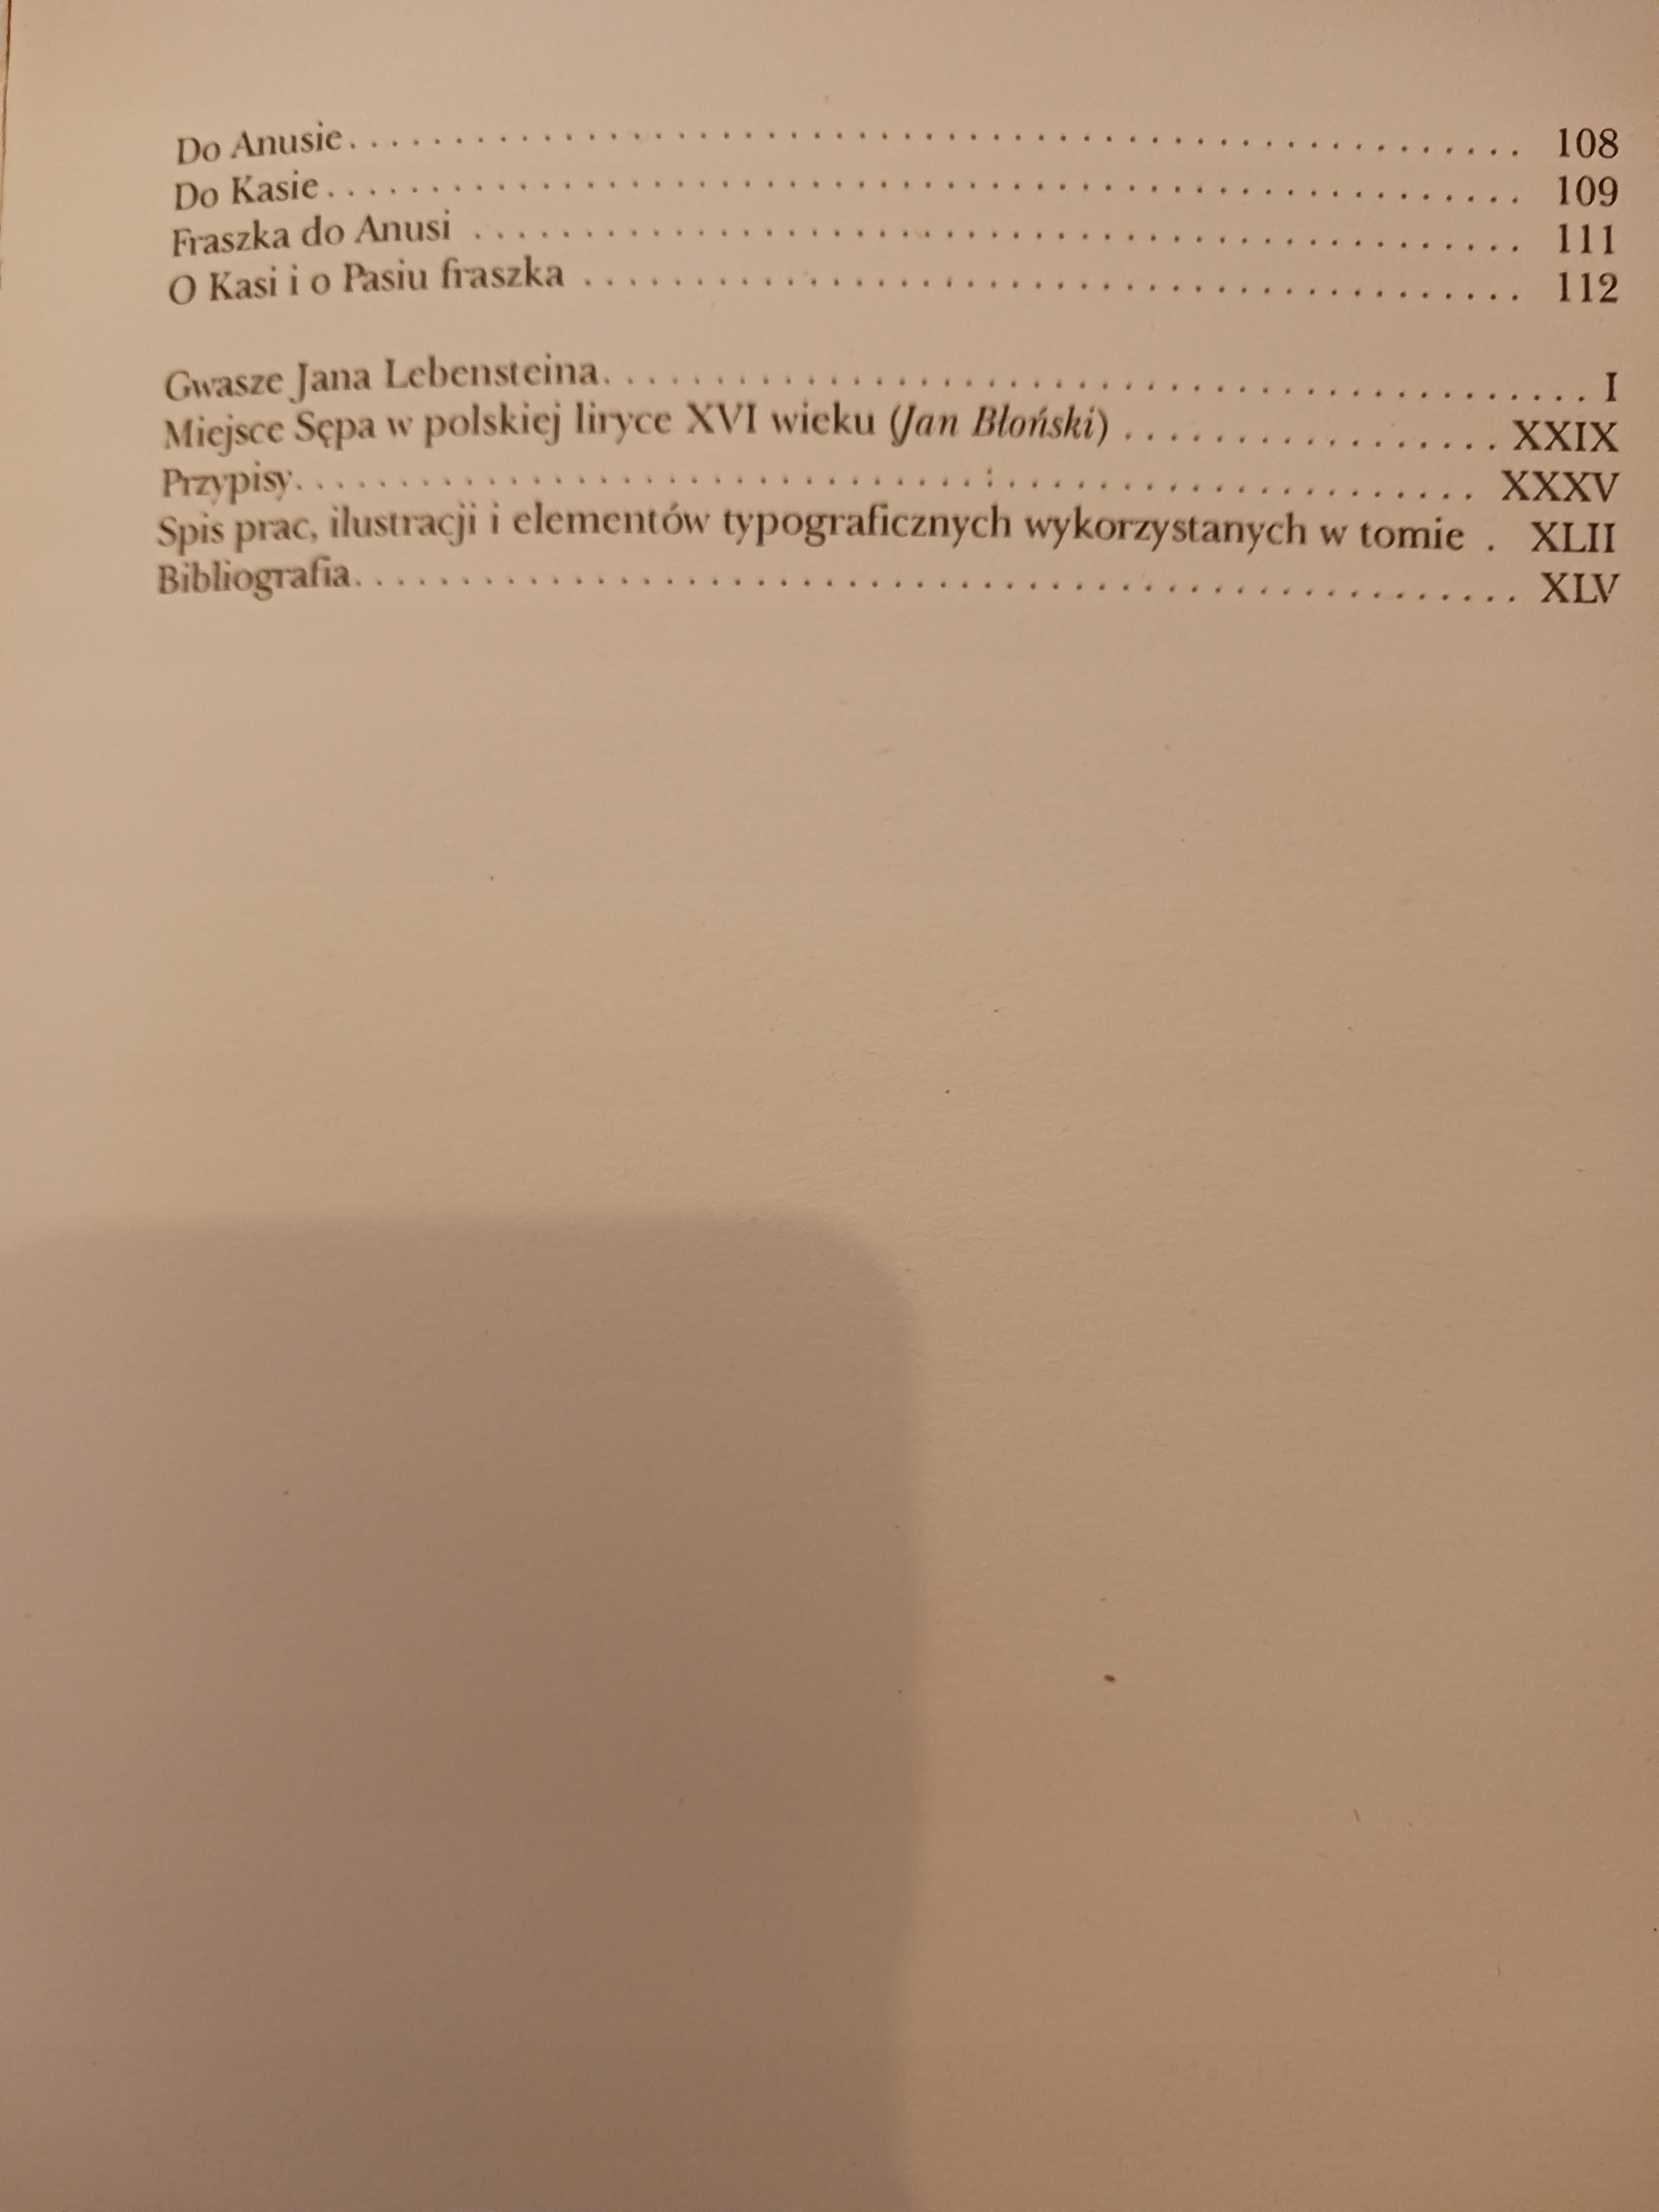 Do Anusie. . . . . . . . . . . . . . . . . . . . . . . . . . . . . . . . . . . . . . . . . . . . . . . . . . . . 108
Do Kasie. . . . . . . . . . . . . . . . . . . . . . . . . . . . . . . . . . . . . . . . . . . . . . . . . . . . . 109
Fraszka do Anusi . . . . . . . . . . . . . . . . . . . . . . . . . . . . . . . . . . . . . . . . . . . . . . . 111
O Kasi i o Pasiu fraszka . . . . . . . . . . . . . . . . . . . . . . . . . . . . . . . . . . . . . . . . . . 112
Gwasze Jana Lebensteina. . . . . . . . . . . . . . . . . . . . . . . . . . . . . . . . . . . . . . . . . . . I
Miejsce Sępa w polskiej liryce XVI wieku (Jan Błoński) . . . . . . . . . . . . . . . . . XXIX
Przypisy. . . . . . . . . . . . . . . . . . . . . . . . . . . . . . . . . . . . . . . . . . . . . . . . . . . XXXV
Spis prac, ilustracji i elementów typograficznych wykorzystanych w tomie . XLII
Bibliografia. . . . . . . . . . . . . . . . . . . . . . . . . . . . . . . . . . . . . . . . . . . . . . . . . . . XLV